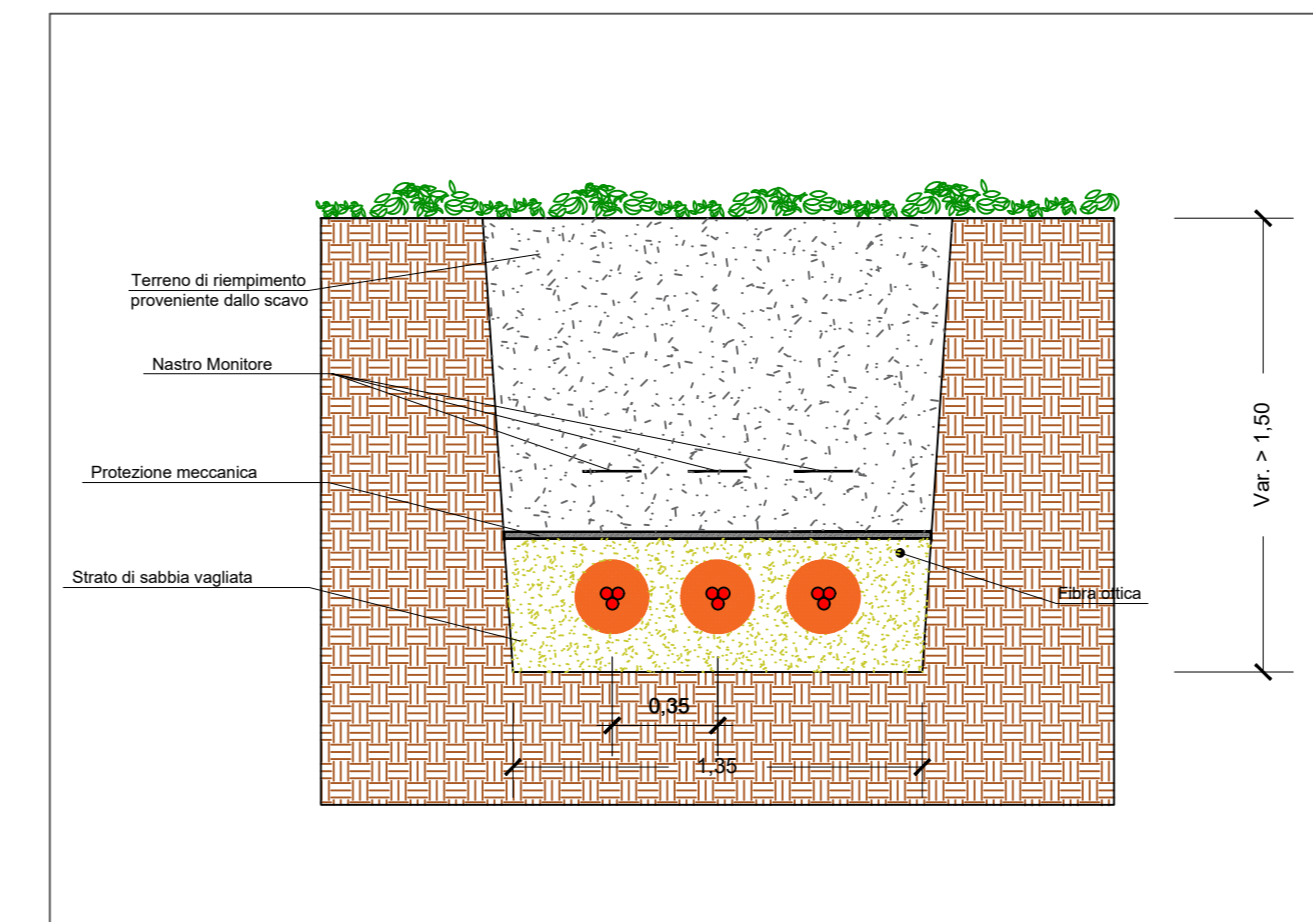 Terreno di riempimento
proveniente dallo scavo
Nastro Monitore
Protezione meccanica
Strato di sabbia vagliata
Fibra ottica
Var. > 1,50
0,35
1,35